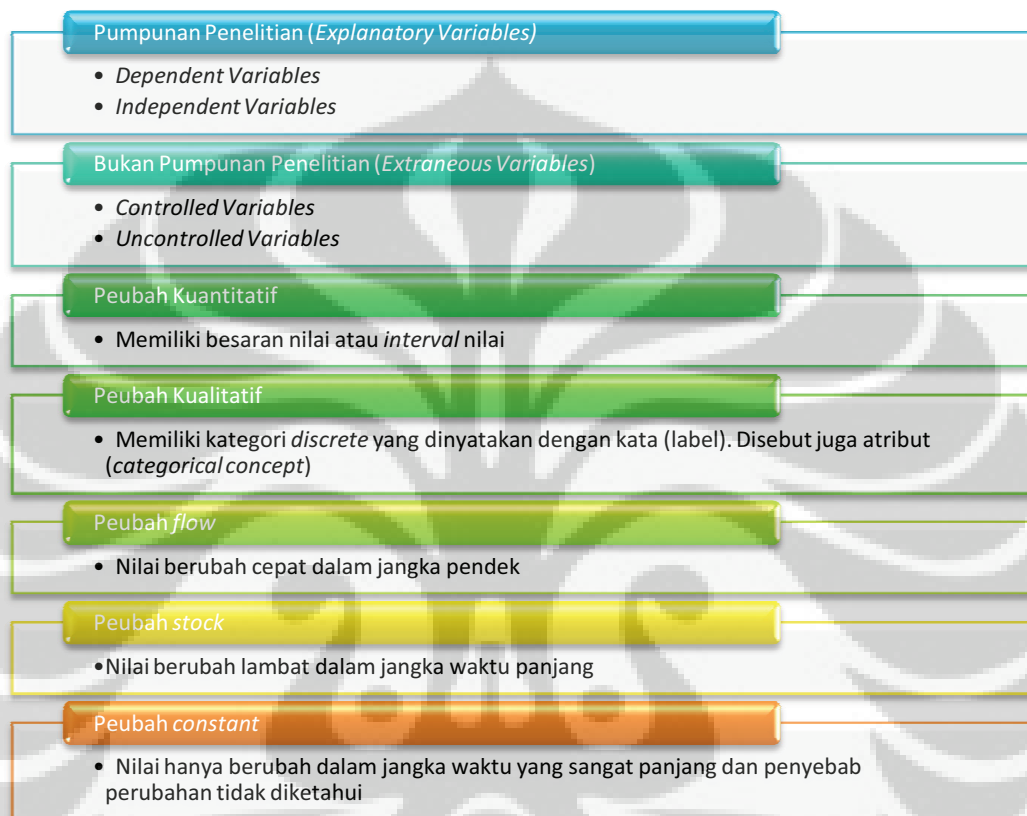 Pumpunan Penelitian (Explanatory Variables)
• Dependent Variables
• Independent Variables
Bukan Pumpunan Penelitian (Extraneous Variables)
• Controlled Variables
• Uncontrolled Variables
Peubah Kuantitatif
• Memiliki besaran nilai atau interval nilai
Peubah Kualitatif
• Memiliki kategori discrete yang dinyatakan dengan kata (label). Disebut juga atribut
(categorical concept)
Peubah flow
• Nilai berubah cepat dalam jangka pendek
Peubah stock
•Nilai berubah lambat dalam jangka waktu panjang
Peubah constant
• Nilai hanya berubah dalam jangka waktu yang sangat panjang dan penyebab
perubahan tidak diketahui